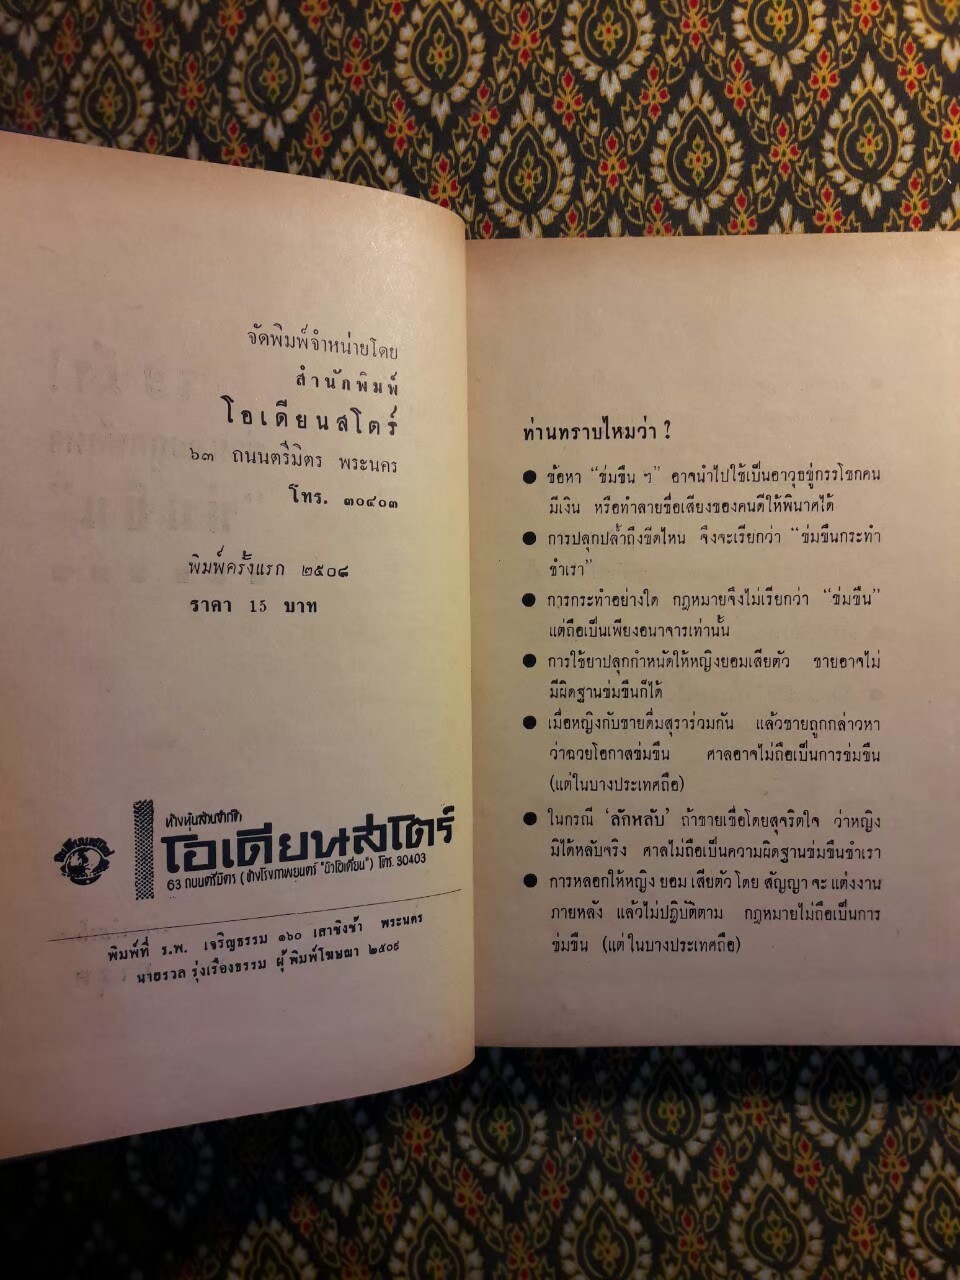 จัดพิมพ์จำหน่ายโดย
สำนักพิมพ์
โอเดียนสโตร์
๖๓ ถนนตรีมิตร พระนคร
โทร. ๓๐๔๐๓
พิมพ์ครั้งแรก ๒๕๐๘
ราคา 15 บาท
ห้างหุ้นส่วนจำกัด
โอเดียนสโตร์
63 ถนนตรีมิตร (ข้างโรงภาพยนตร์ "นิวโอเดียน") โทร. 30403
พิมพ์ที่ ร.พ. เจริญธรรม ๑๖๐ เสาชิงช้า พระนคร
นายรวล รุ่งเรืองธรรม ผู้พิมพ์โฆษณา ๒๕๐๙
ท่านทราบไหมว่า ?
● ข้อหา “ข่มขืน ฯ” อาจนำไปใช้เป็นอาวุธขู่กรรโชกคน
มีเงิน หรือทำลายชื่อเสียงของคนดีให้พินาศได้
● การปลุกปล้ำถึงขีดไหน จึงจะเรียกว่า “ข่มขืนกระทำ
ชำเรา”
● การกระทำอย่างใด กฎหมายจึงไม่เรียกว่า “ข่มขืน”
แต่ถือเป็นเพียงอนาจารเท่านั้น
● การใช้ยาปลุกกำหนัดให้หญิงยอมเสียตัว ชายอาจไม่
มีผิดฐานข่มขืนก็ได้
● เมื่อหญิงกับชายดื่มสุราร่วมกัน แล้วชายถูกกล่าวหา
ว่าฉวยโอกาสข่มขืน ศาลอาจไม่ถือเป็นการข่มขืน
(แต่ในบางประเทศถือ)
● ในกรณี ‘ลักหลับ’ ถ้าชายเชื่อโดยสุจริตใจ ว่าหญิง
มิได้หลับจริง ศาลไม่ถือเป็นความผิดฐานข่มขืนชำเรา
● การหลอกให้หญิง ยอม เสียตัว โดย สัญญา จะ แต่งงาน
ภายหลัง แล้วไม่ปฏิบัติตาม กฎหมายไม่ถือเป็นการ
ข่มขืน (แต่ ในบางประเทศถือ)